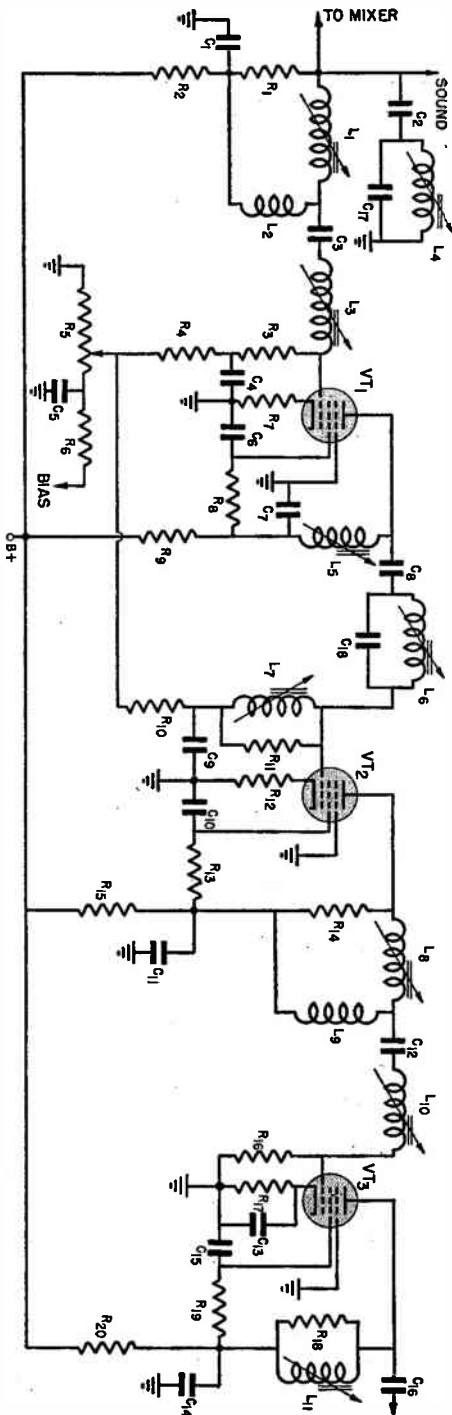 TO MIXER
SOUND
C1
R2
R1
C2
L1
L2
C17
L4
C3
L3
R5
R4
R3
C4
C5
R6
BIAS
R7
C6
VT1
R8
C7
B+
R9
L5
C8
L6
C18
L7
R10
C9
R11
R12
C10
VT2
R13
R15
C11
R14
L8
L9
C12
L10
R16
R17
C13
C15
VT3
R19
R20
R18
L11
C14
C16